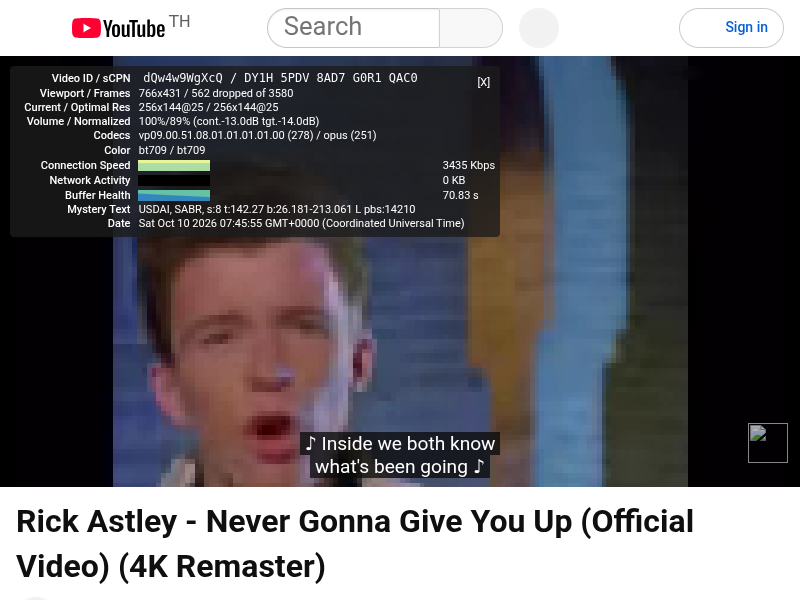 YouTube TH
Search
Sign in
Video ID / sCPN dQw4w9WgXcQ / DY1H 5PDV 8AD7 G0R1 QAC0
[X]
Viewport / Frames 766x431 / 562 dropped of 3580
Current / Optimal Res 256x144@25 / 256x144@25
Volume / Normalized 100%/89% (cont.-13.0dB tgt.-14.0dB)
Codecs vp09.00.51.08.01.01.01.01.00 (278) / opus (251)
Color bt709 / bt709
Connection Speed 3435 Kbps
Network Activity 0 KB
Buffer Health 70.83 s
Mystery Text USDAI, SABR, s:8 t:142.27 b:26.181-213.061 L pbs:14210
Date Sat Oct 10 2026 07:45:55 GMT+0000 (Coordinated Universal Time)
♪ Inside we both know
what's been going ♪
Rick Astley - Never Gonna Give You Up (Official
Video) (4K Remaster)